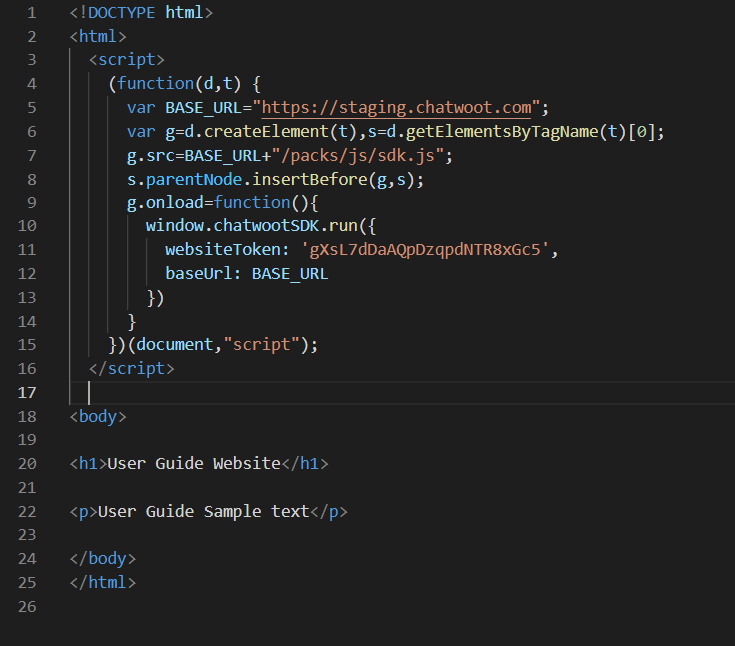 1 <!DOCTYPE html>
2 <html>
3   <script>
4     (function(d,t) {
5       var BASE_URL="https://staging.chatwoot.com";
6       var g=d.createElement(t),s=d.getElementsByTagName(t)[0];
7       g.src=BASE_URL+"/packs/js/sdk.js";
8       s.parentNode.insertBefore(g,s);
9       g.onload=function(){
10         window.chatwootSDK.run({
11           websiteToken: 'gXsL7dDaAQpDzqpdNTR8xGc5',
12           baseUrl: BASE_URL
13         })
14       }
15     })(document,"script");
16   </script>
17
18 <body>
19
20 <h1>User Guide Website</h1>
21
22 <p>User Guide Sample text</p>
23
24 </body>
25 </html>
26